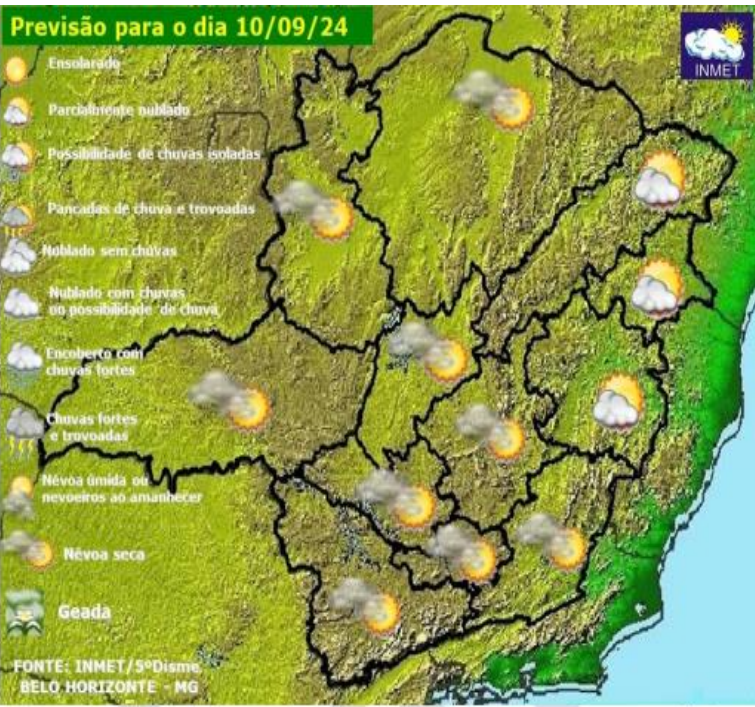 Previsão para o dia 10/09/24
INMET
Ensolarado
Parcialmente nublado
Possibilidade de chuvas isoladas
Pancadas de chuva e trovoadas
Nublado sem chuvas
Nublado com chuvas
ou possibilidade de chuva
Encoberto com
chuvas fortes
Chuvas fortes
e trovoadas
Névoa úmida ou
nevoeiros ao amanhecer
Névoa seca
Geada
FONTE: INMET/5ºDisme
BELO HORIZONTE - MG